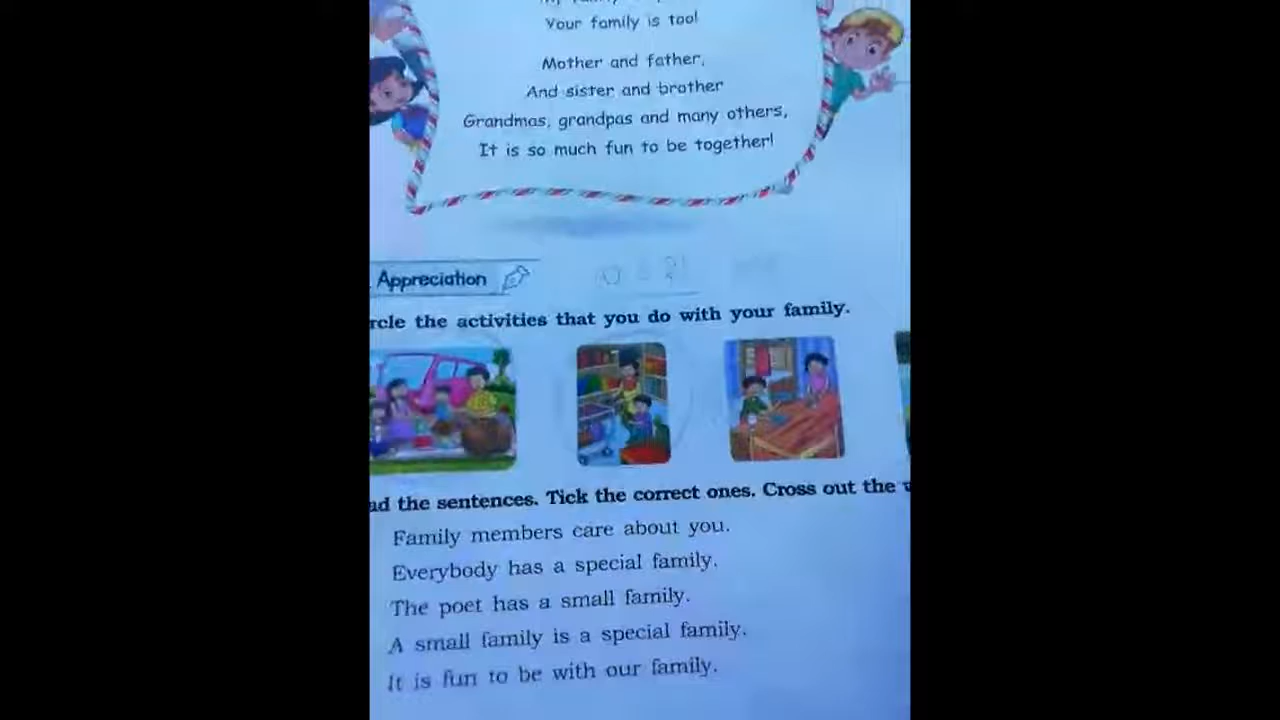 Your family is too!
Mother and father,
And sister and brother
Grandmas, grandpas and many others,
It is so much fun to be together!
Appreciation
rcle the activities that you do with your family.
ad the sentences. Tick the correct ones. Cross out the
Family members care about you.
Everybody has a special family.
The poet has a small family.
A small family is a special family.
It is fun to be with our family.